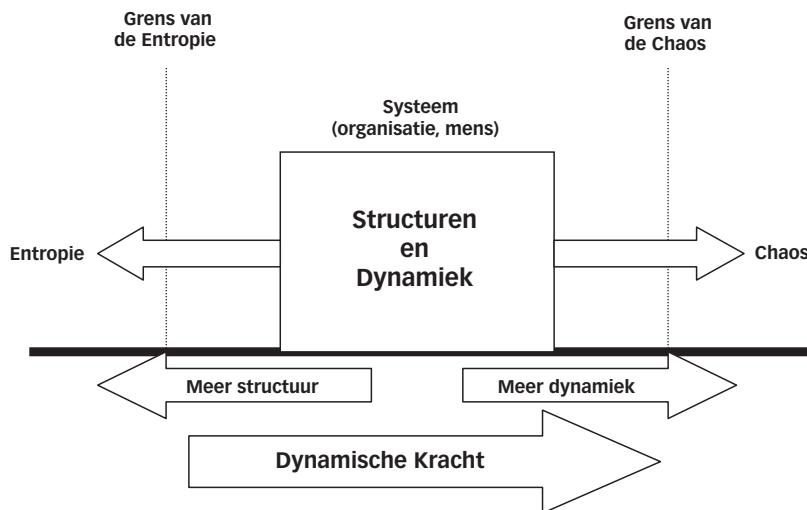 Grens van
de Entropie
Grens van
de Chaos
Systeem
(organisatie, mens)
Structuren
en
Dynamiek
Entropie
Chaos
Meer structuur
Meer dynamiek
Dynamische Kracht